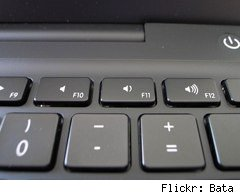 F9 F10 F11 F12
) - +
0 - =
Flickr: Bata